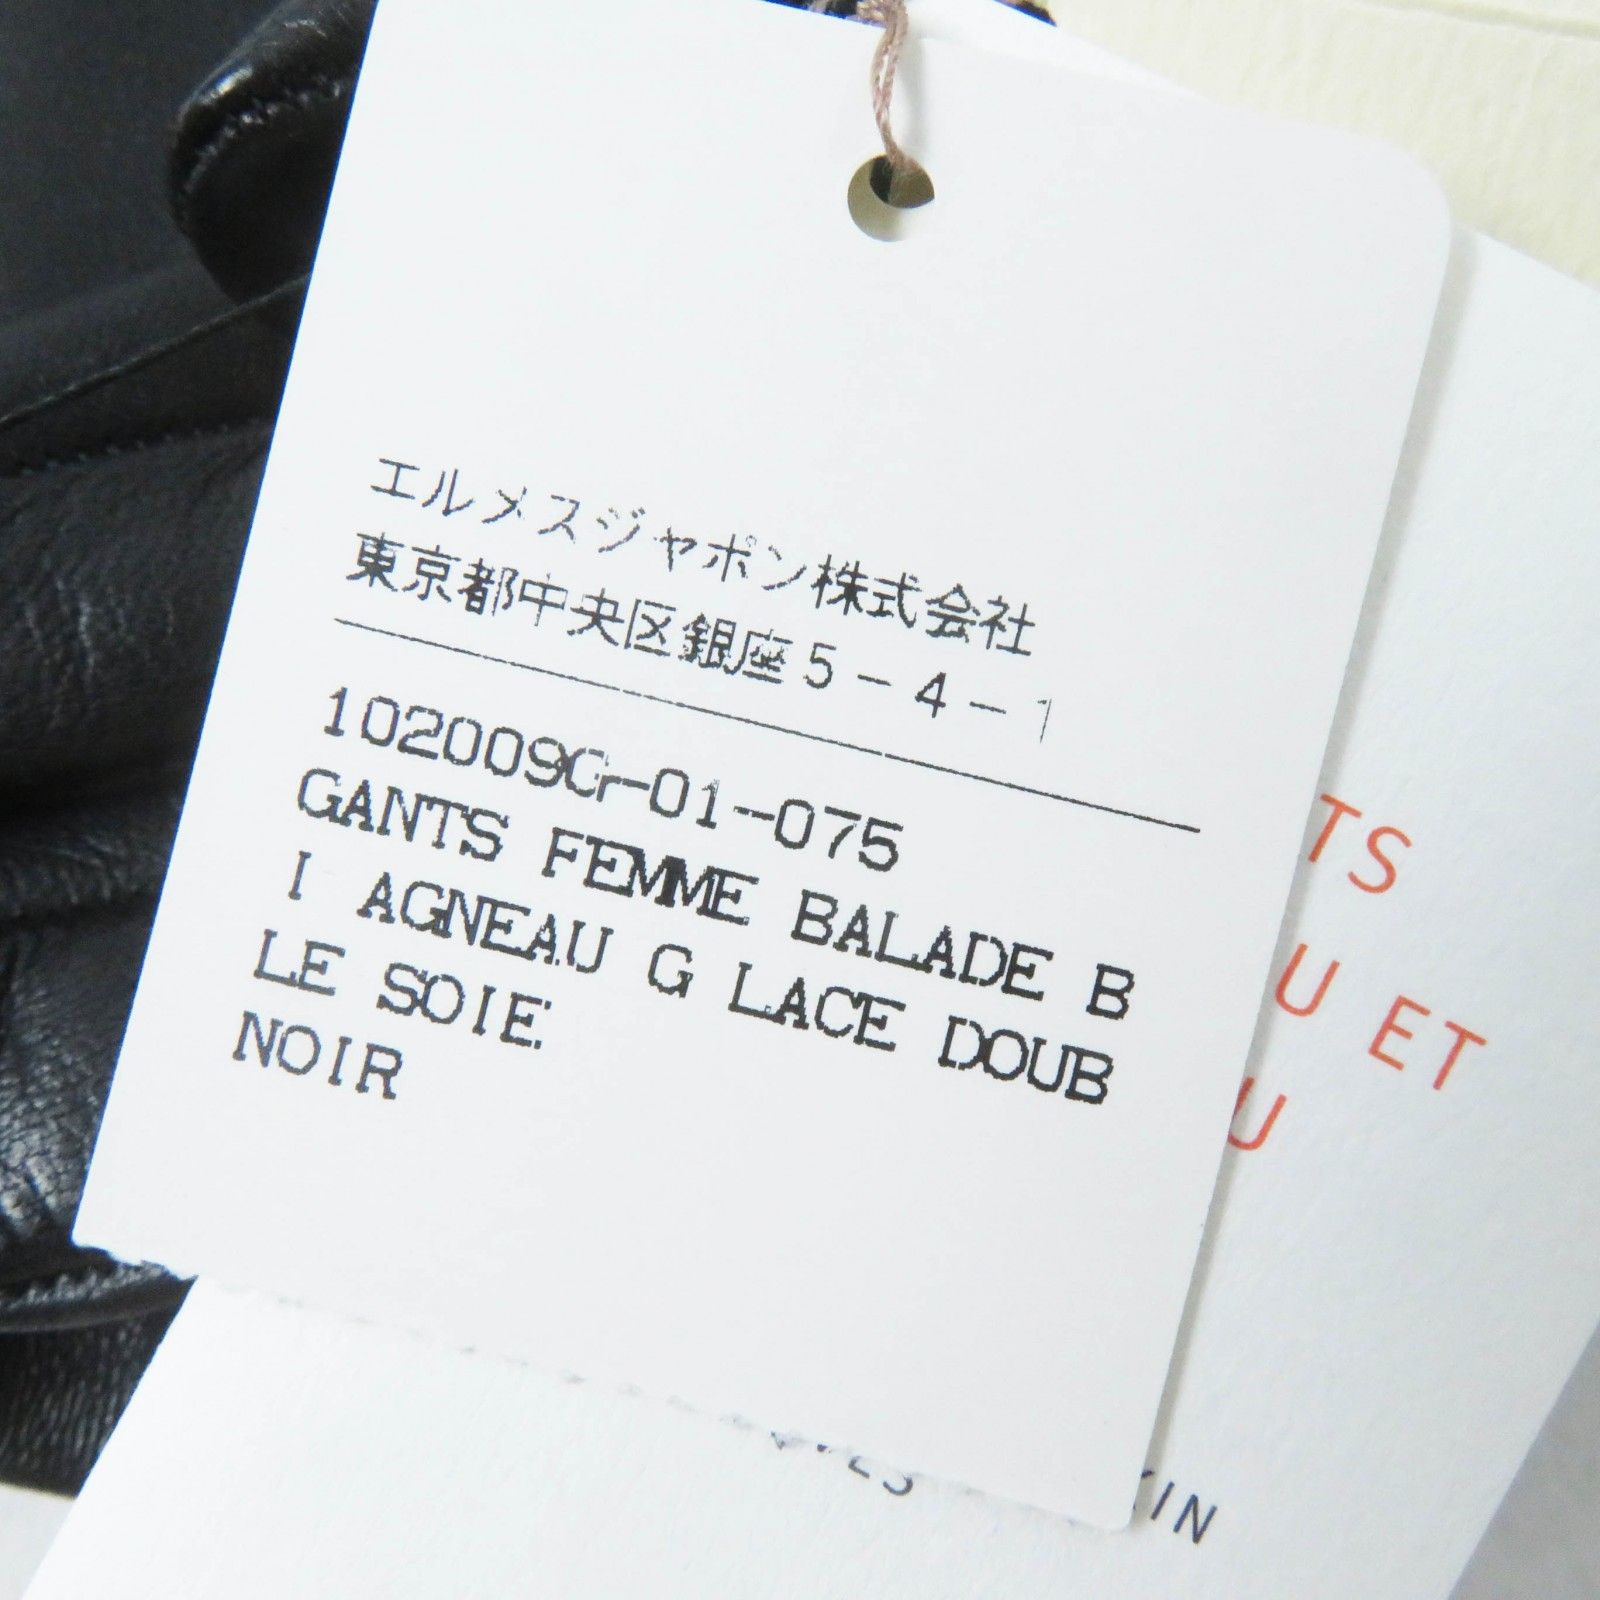 エルメスジャポン株式会社
東京都中央区銀座5-4-1
102009G-01-075
GANTS FEMME BALADE B
I AGNEAU G LACE DOUB
LE SOIE
NOIR
TS
U ET
U